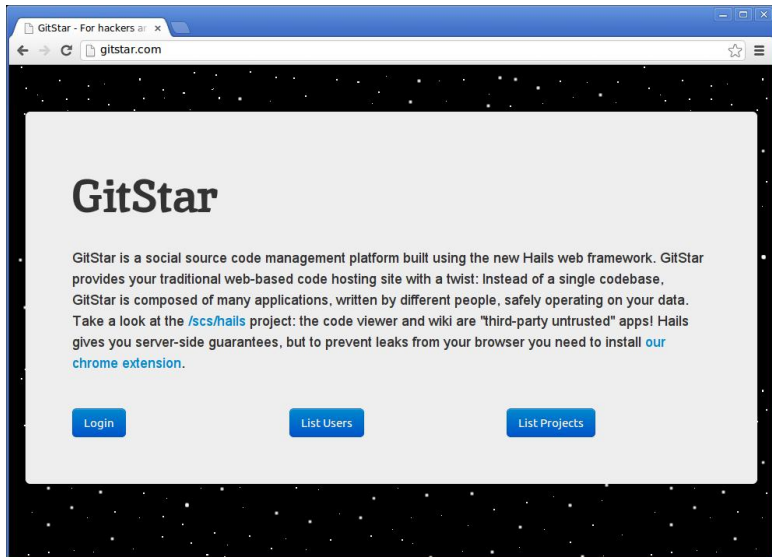 GitStar - For hackers ar
gitstar.com
GitStar
GitStar is a social source code management platform built using the new Hails web framework. GitStar
provides your traditional web-based code hosting site with a twist: Instead of a single codebase,
GitStar is composed of many applications, written by different people, safely operating on your data.
Take a look at the /scs/hails project: the code viewer and wiki are "third-party untrusted" apps! Hails
gives you server-side guarantees, but to prevent leaks from your browser you need to install our
chrome extension.
Login List Users List Projects